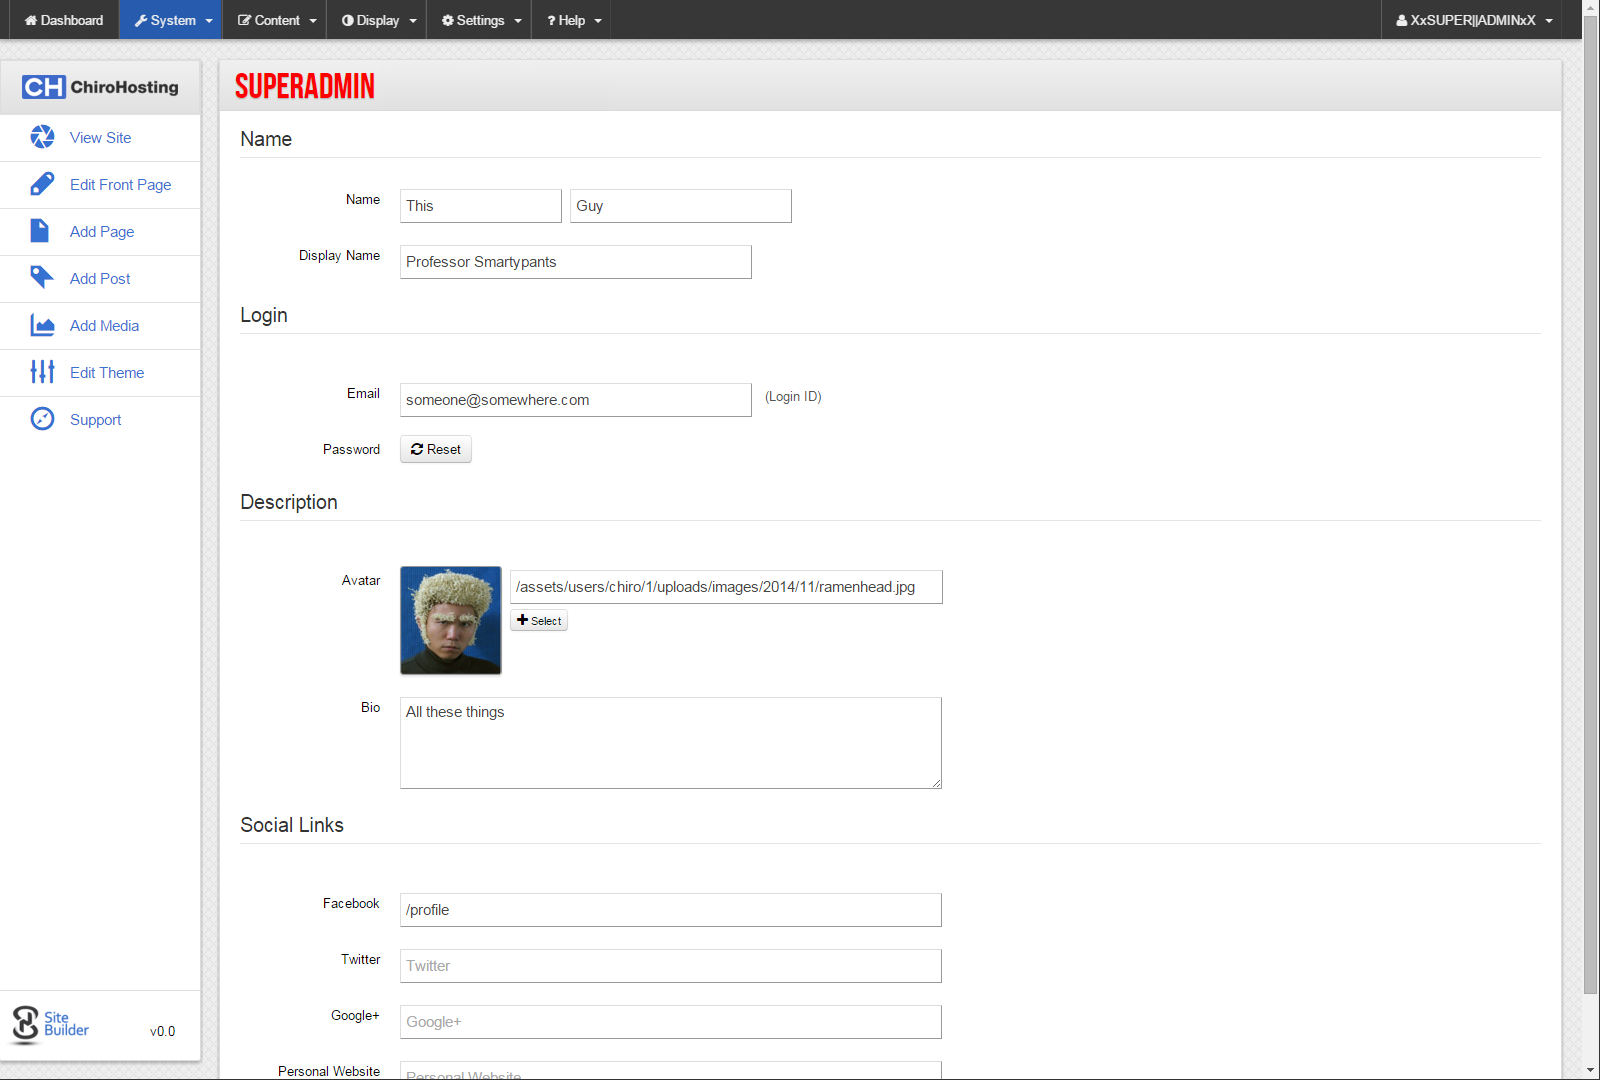 Dashboard System Content Display Settings ? Help XxSUPER||ADMINxX
CH ChiroHosting
SUPERADMIN
View Site
Edit Front Page
Add Page
Add Post
Add Media
Edit Theme
Support
Site
Builder
v0.0
Name
Name This Guy
Display Name Professor Smartypants
Login
Email someone@somewhere.com (Login ID)
Password Reset
Description
Avatar /assets/users/chiro/1/uploads/images/2014/11/ramenhead.jpg
Select
Bio All these things
Social Links
Facebook /profile
Twitter Twitter
Google+ Google+
Personal Website Personal Website